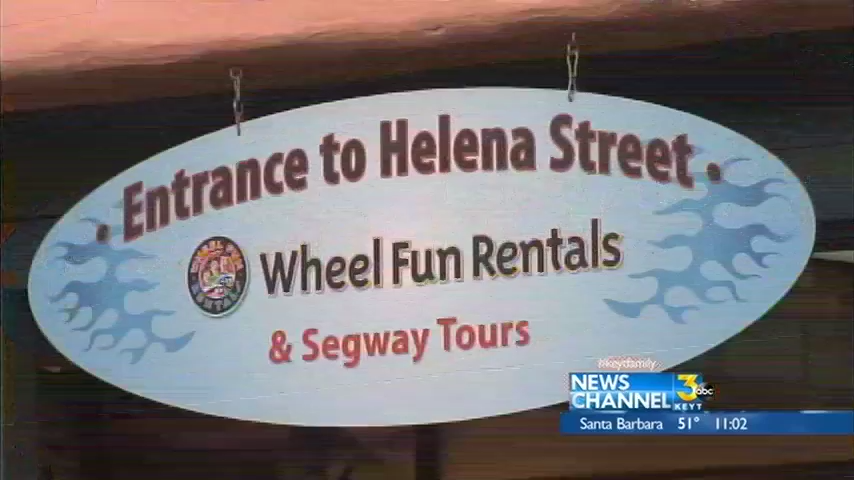 • Entrance to Helena Street •
Wheel Fun Rentals
& Segway Tours
#keydfamily
NEWS
CHANNEL 3 abc
KEYT
Santa Barbara 51° 11:02